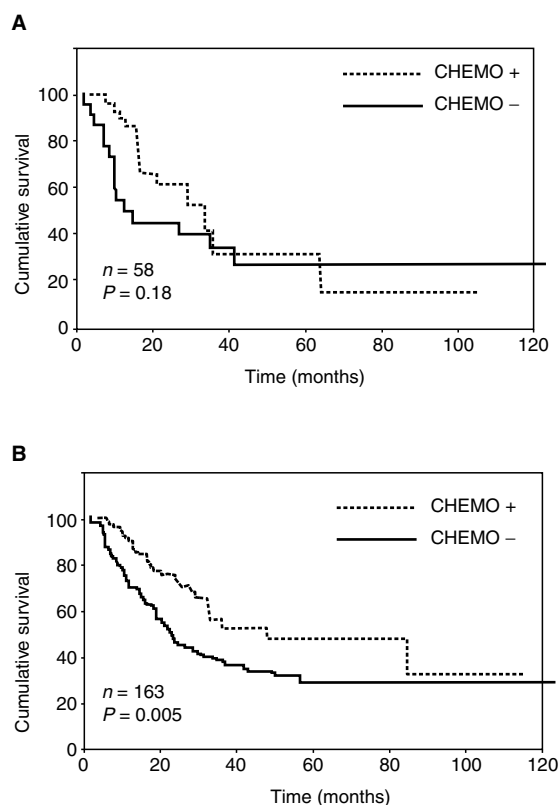 A
CHEMO +
CHEMO –
100
80
60
40
20
0
Cumulative survival
n = 58
P = 0.18
0 20 40 60 80 100 120
Time (months)
B
CHEMO +
CHEMO –
100
80
60
40
20
0
Cumulative survival
n = 163
P = 0.005
0 20 40 60 80 100 120
Time (months)